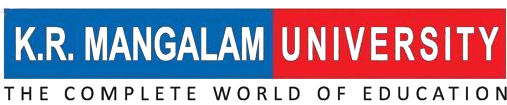 K.R. MANGALAM UNIVERSITY
THE COMPLETE WORLD OF EDUCATION